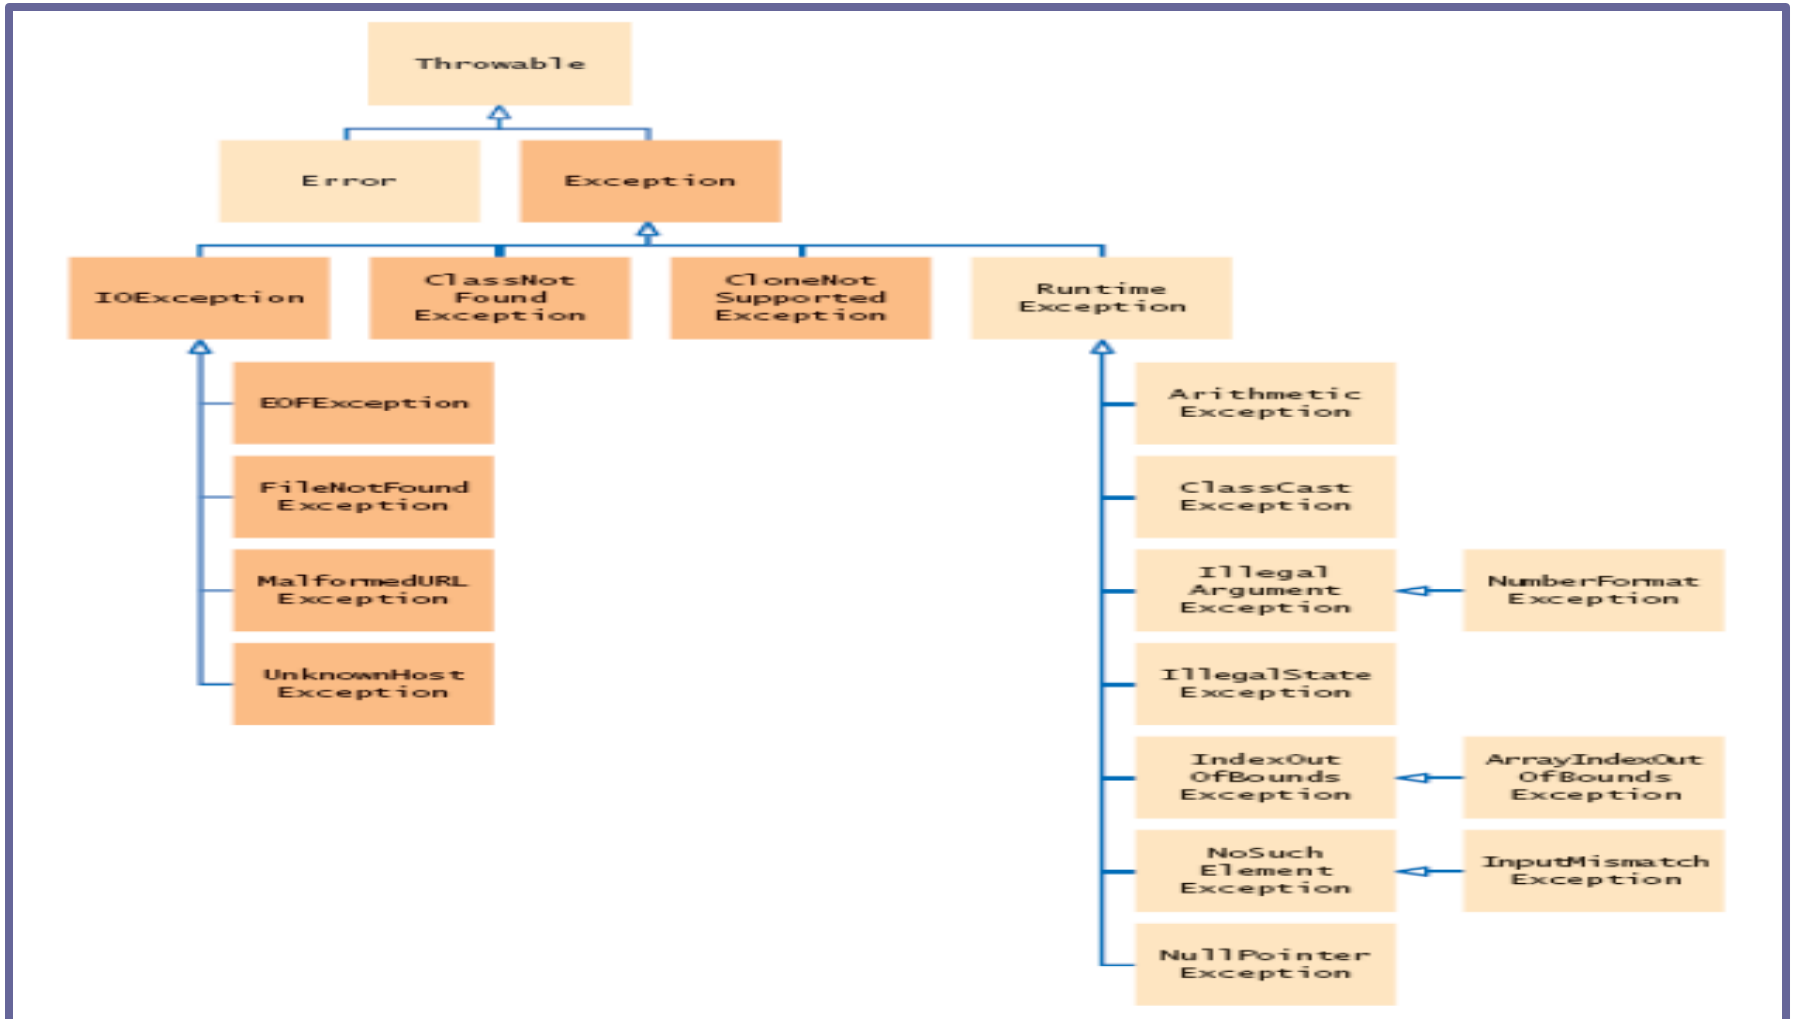 Throwable
Error
Exception
IOException
ClassNot
Found
Exception
CloneNot
Supported
Exception
Runtime
Exception
EOFException
FileNotFound
Exception
MalformedURL
Exception
UnknownHost
Exception
Arithmetic
Exception
ClassCast
Exception
Illegal
Argument
Exception
NumberFormat
Exception
IllegalState
Exception
IndexOut
OfBounds
Exception
ArrayIndexOut
OfBounds
Exception
NoSuch
Element
Exception
InputMismatch
Exception
NullPointer
Exception